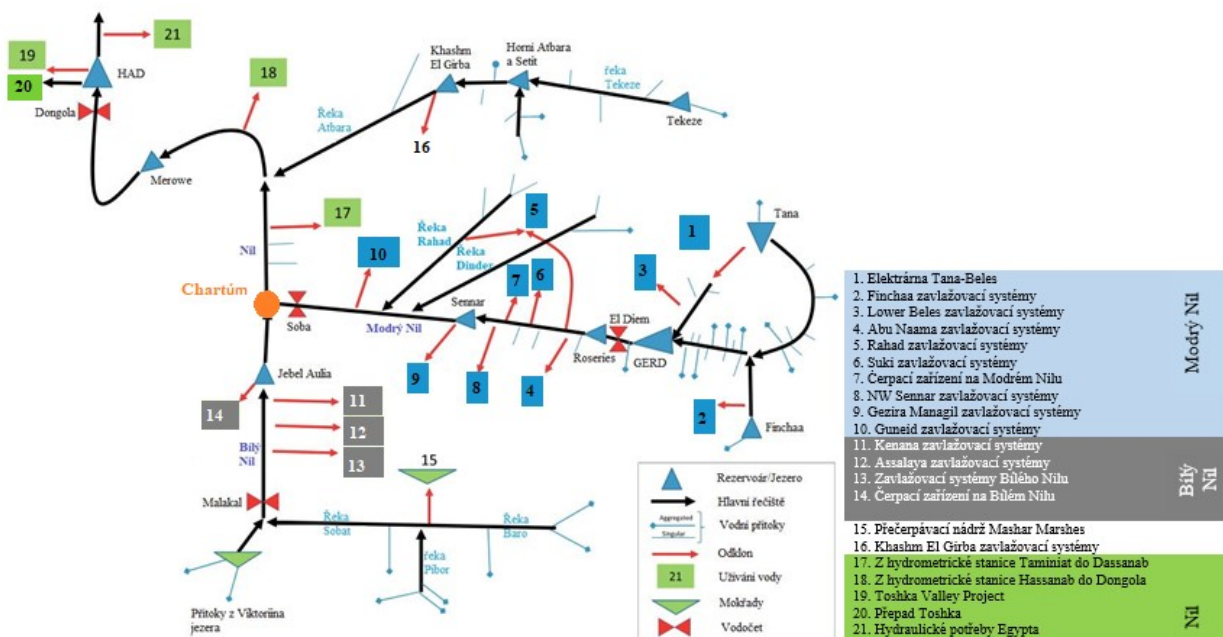 21
19
HAD
20
Dongola
18
Merowe
Khashm
El Girba
Horní Atbara
a Setit
řeka
Tekeze
Tekeze
Řeka
Atbara
16
17
Nil
Chartúm
10
Soba
Modrý Nil
Řeka
Rahad
Řeka
Dinder
5
7
6
Sennar
9
8
4
Roseries
El Diem
GERD
3
1
Tana
2
Finchaa
Jebel Aulia
14
11
12
13
Bílý
Nil
Malakal
15
Řeka
Sobat
Řeka
Baro
řeka
Pibor
Přítoky z Viktoriina
jezera
Rezervoár/Jezero
Hlavní řečiště
Aggregated
Singular
Vodní přítoky
Odklon
21
Užívání vody
Mokřady
Vodočet
1. Elektrárna Tana-Beles
2. Finchaa zavlažovací systémy
3. Lower Beles zavlažovací systémy
4. Abu Naama zavlažovací systémy
5. Rahad zavlažovací systémy
6. Suki zavlažovací systémy
7. Čerpací zařízení na Modrém Nilu
8. NW Sennar zavlažovací systémy
9. Gezira Managil zavlažovací systémy
10. Guneid zavlažovací systémy
Modrý Nil
11. Kenana zavlažovací systémy
12. Assalaya zavlažovací systémy
13. Zavlažovací systémy Bílého Nilu
14. Čerpací zařízení na Bílém Nilu
Bílý
Nil
15. Přečerpávací nádrž Mashar Marshes
16. Khashm El Girba zavlažovací systémy
17. Z hydrometrické stanice Taminiat do Dassanab
18. Z hydrometrické stanice Hassanab do Dongola
19. Toshka Valley Project
20. Přepad Toshka
21. Hydraulické potřeby Egypta
Nil